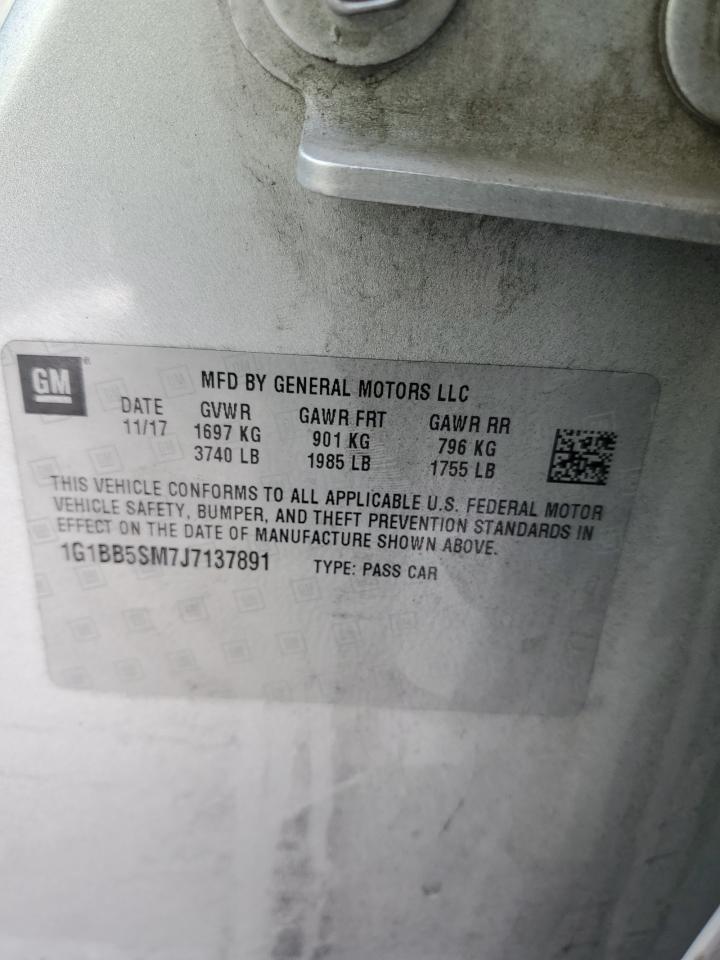 GM
MFD BY GENERAL MOTORS LLC
DATE GVWR GAWR FRT GAWR RR
11/17 1697 KG 901 KG 796 KG
3740 LB 1985 LB 1755 LB
THIS VEHICLE CONFORMS TO ALL APPLICABLE U.S. FEDERAL MOTOR
VEHICLE SAFETY, BUMPER, AND THEFT PREVENTION STANDARDS IN
EFFECT ON THE DATE OF MANUFACTURE SHOWN ABOVE.
1G1BB5SM7J7137891 TYPE: PASS CAR